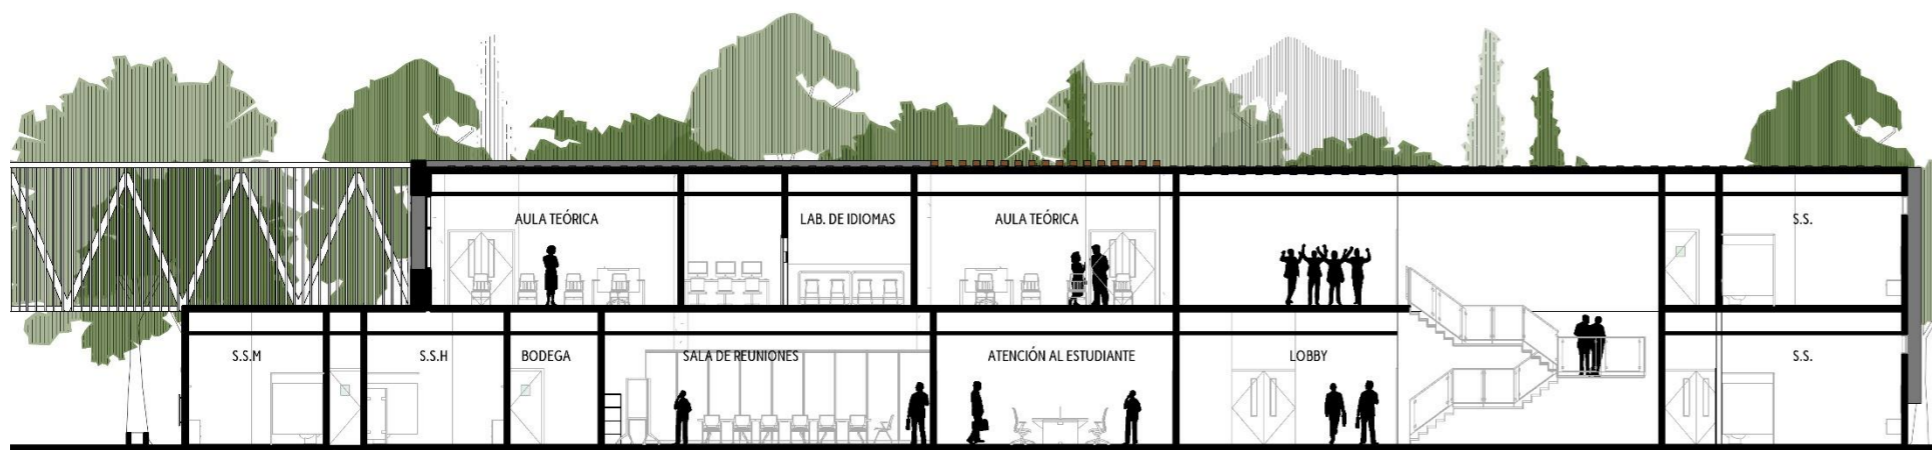 AULA TEÓRICA
LAB. DE IDIOMAS
AULA TEÓRICA
S.S.
S.S.M
S.S.H
BODEGA
SALA DE REUNIONES
ATENCIÓN AL ESTUDIANTE
LOBBY
S.S.